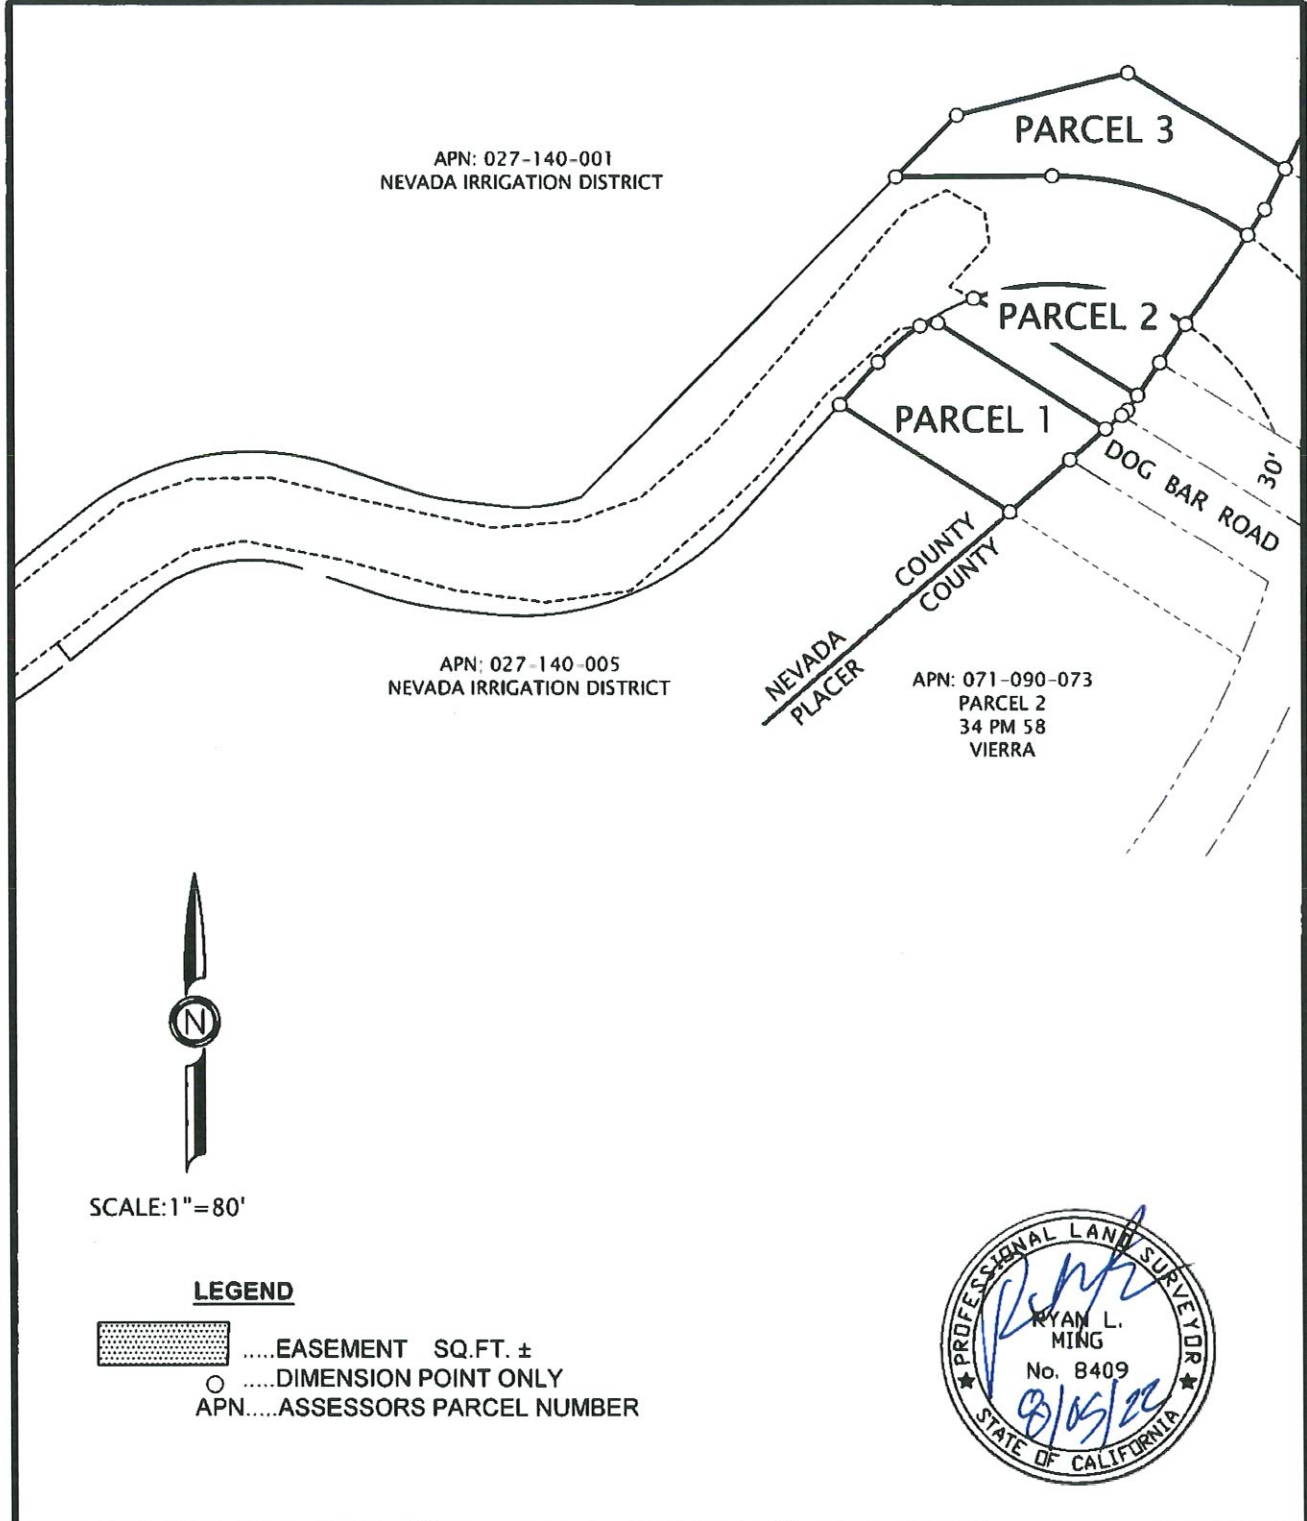 PARCEL 3
APN: 027-140-001
NEVADA IRRIGATION DISTRICT
PARCEL 2
PARCEL 1
DOG BAR ROAD
30'
COUNTY
COUNTY
NEVADA
PLACER
APN: 027-140-005
NEVADA IRRIGATION DISTRICT
APN: 071-090-073
PARCEL 2
34 PM 58
VIERRA
N
SCALE:1"=80'
LEGEND
.....EASEMENT SQ.FT. ±
.....DIMENSION POINT ONLY
APN.....ASSESSORS PARCEL NUMBER
PROFESSIONAL LAND SURVEYOR
RYAN L.
MING
No. 8409
8/05/22
STATE OF CALIFORNIA